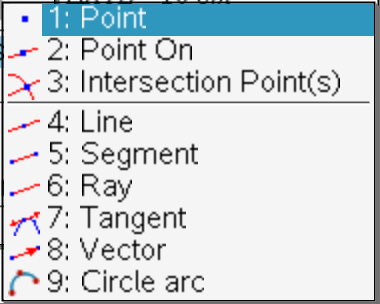 1: Point
2: Point On
3: Intersection Point(s)
4: Line
5: Segment
6: Ray
7: Tangent
8: Vector
9: Circle arc